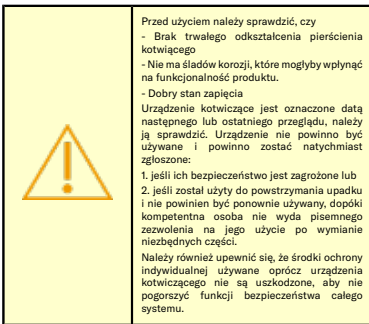 Przed użyciem należy sprawdzić, czy
- Brak trwałego odkształcenia pierścienia
kotwiącego
- Nie ma śladów korozji, które mogłyby wpłynąć
na funkcjonalność produktu.
- Dobry stan zapięcia
Urządzenie kotwiczące jest oznaczone datą
następnego lub ostatniego przeglądu, należy
ją sprawdzić. Urządzenie nie powinno być
używane i powinno zostać natychmiast
zgłoszone:
1. jeśli ich bezpieczeństwo jest zagrożone lub
2. jeśli został użyty do powstrzymania upadku
i nie powinien być ponownie używany, dopóki
kompetentna osoba nie wyda pisemnego
zezwolenia na jego użycie po wymianie
niezbędnych części.
Należy również upewnić się, że środki ochrony
indywidualnej używane oprócz urządzenia
kotwiczącego nie są uszkodzone, aby nie
pogorszyć funkcji bezpieczeństwa całego
systemu.